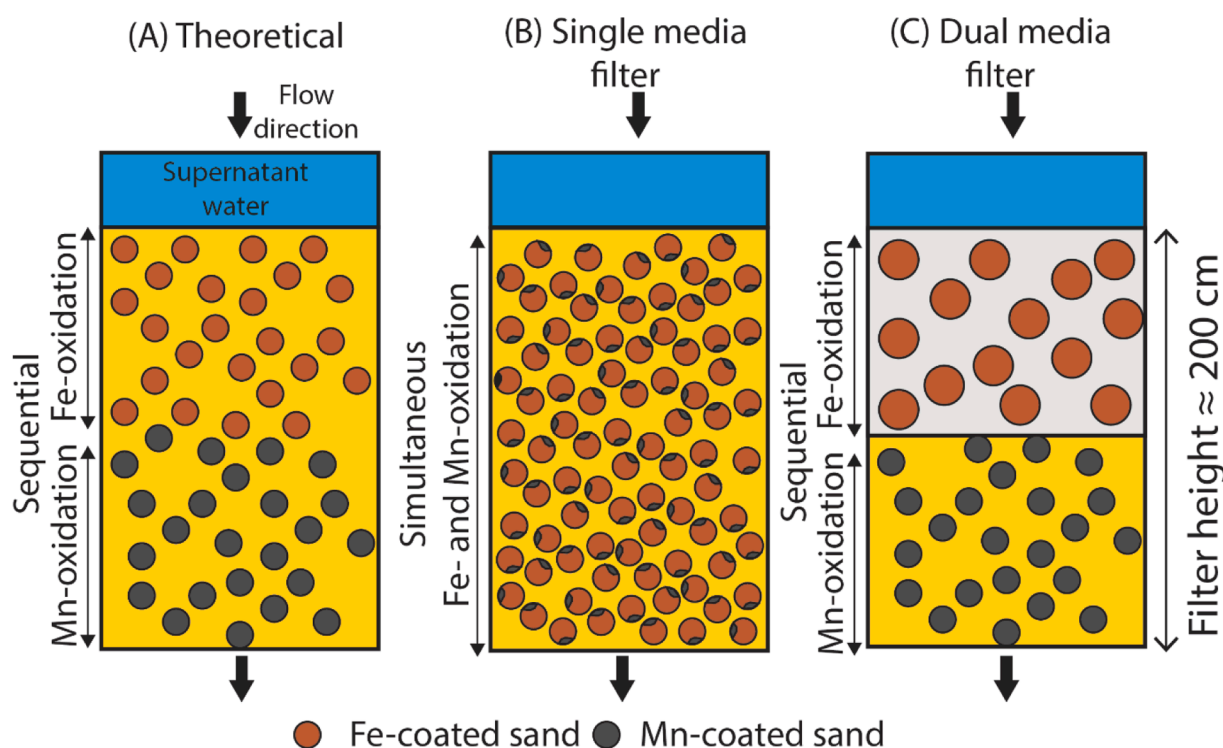 (A) Theoretical
Flow
direction
Supernatant
water
Sequential
Fe-oxidation
Mn-oxidation
(B) Single media
filter
Simultaneous
Fe- and Mn-oxidation
(C) Dual media
filter
Sequential
Fe-oxidation
Mn-oxidation
Filter height ≈ 200 cm
Fe-coated sand
Mn-coated sand